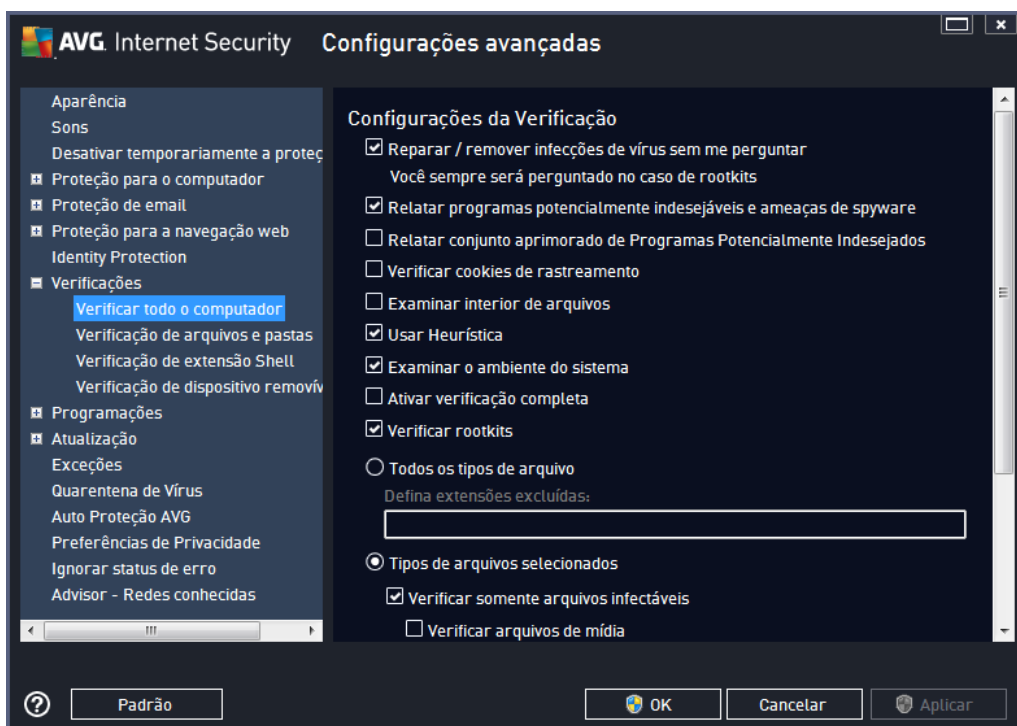 AVG. Internet Security Configurações avançadas
Aparência
Sons
Desativar temporariamente a proteç
Proteção para o computador
Proteção de email
Proteção para a navegação web
Identity Protection
Verificações
Verificar todo o computador
Verificação de arquivos e pastas
Verificação de extensão Shell
Verificação de dispositivo removív
Programações
Atualização
Exceções
Quarentena de Vírus
Auto Proteção AVG
Preferências de Privacidade
Ignorar status de erro
Advisor - Redes conhecidas
Configurações da Verificação
Reparar / remover infecções de vírus sem me perguntar
Você sempre será perguntado no caso de rootkits
Relatar programas potencialmente indesejáveis e ameaças de spyware
Relatar conjunto aprimorado de Programas Potencialmente Indesejados
Verificar cookies de rastreamento
Examinar interior de arquivos
Usar Heurística
Examinar o ambiente do sistema
Ativar verificação completa
Verificar rootkits
Todos os tipos de arquivo
Defina extensões excluídas:
Tipos de arquivos selecionados
Verificar somente arquivos infectáveis
Verificar arquivos de mídia
? Padrão OK Cancelar Aplicar